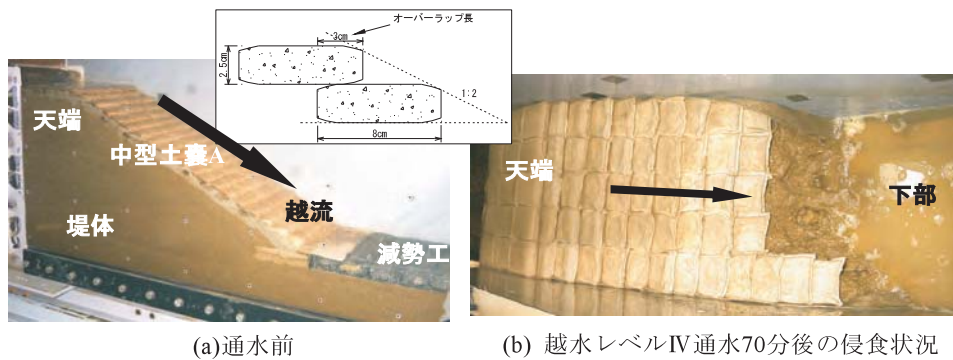 オーバーラップ長
3cm
2.5cm
1:2
8cm
天端
中型土嚢A
越流
堤体
減勢工
天端
下部
(a)通水前
(b) 越水レベルⅣ通水70分後の侵食状況